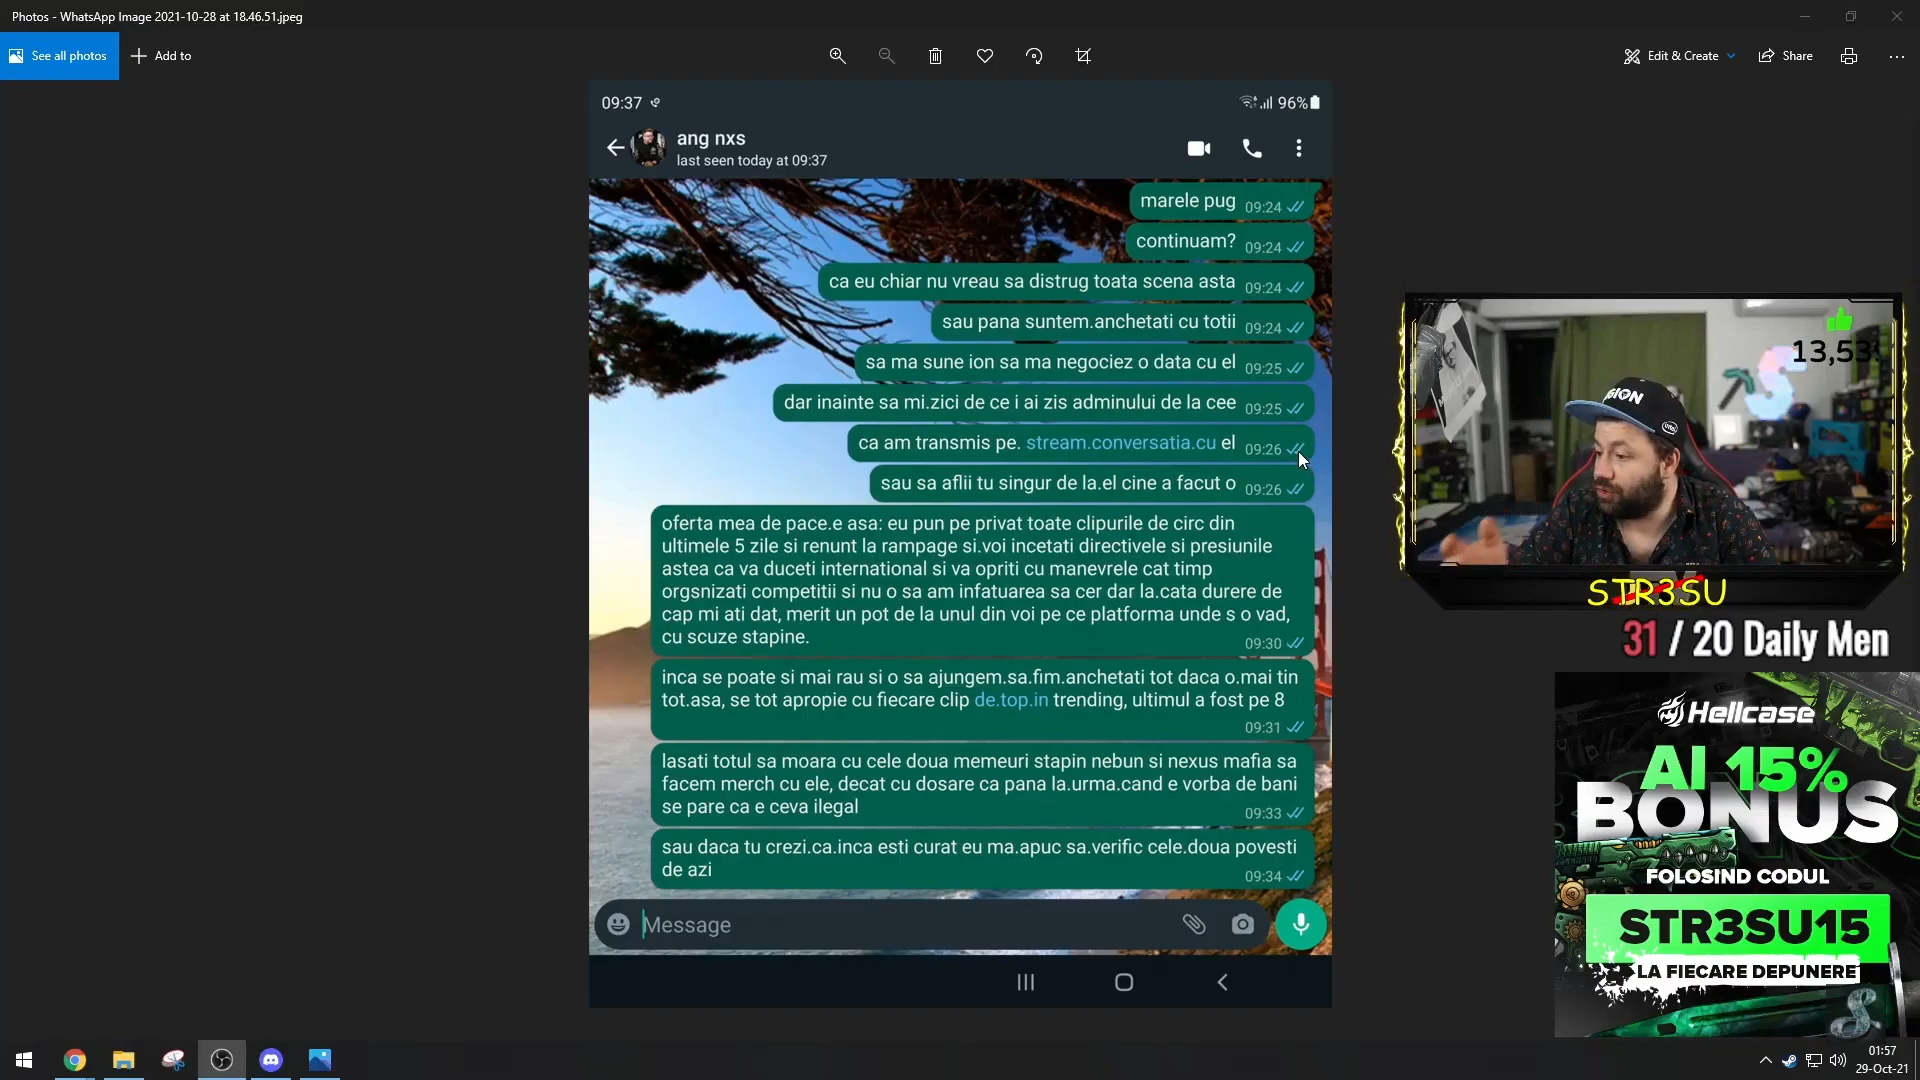 Photos - WhatsApp Image 2021-10-28 at 18.46.51.jpeg
See all photos
Add to
Edit & Create
Share
09:37
96%
ang nxs
last seen today at 09:37
marele pug 09:24
continuam? 09:24
ca eu chiar nu vreau sa distrug toata scena asta 09:24
sau pana suntem.anchetati cu totii 09:24
sa ma sune ion sa ma negociez o data cu el 09:25
dar inainte sa mi.zici de ce i ai zis adminului de la cee 09:25
ca am transmis pe. stream.conversatia.cu el 09:26
sau sa aflii tu singur de la.el cine a facut o 09:26
oferta mea de pace.e asa: eu pun pe privat toate clipurile de circ din
ultimele 5 zile si renunt la rampage si.voi incetati directivele si presiunile
astea ca va duceti international si va opriti cu manevrele cat timp
orgsnizati competitii si nu o sa am infatuarea sa cer dar la.cata durere de
cap mi ati dat, merit un pot de la unul din voi pe ce platforma unde s o vad,
cu scuze stapine.
09:30
inca se poate si mai rau si o sa ajungem.sa.fim.anchetati tot daca o.mai tin
tot.asa, se tot apropie cu fiecare clip de.top.in trending, ultimul a fost pe 8
09:31
lasati totul sa moara cu cele doua memeuri stapin nebun si nexus mafia sa
facem merch cu ele, decat cu dosare ca pana la.urma.cand e vorba de bani
se pare ca e ceva ilegal
09:33
sau daca tu crezi.ca.inca esti curat eu ma.apuc sa.verific cele.doua povesti
de azi
09:34
Message
13,53
STR3SU
31 / 20 Daily Men
Hellcase
AI 15%
BONUS
FOLOSIND CODUL
STR3SU15
LA FIECARE DEPUNERE
01:57
29-Oct-21